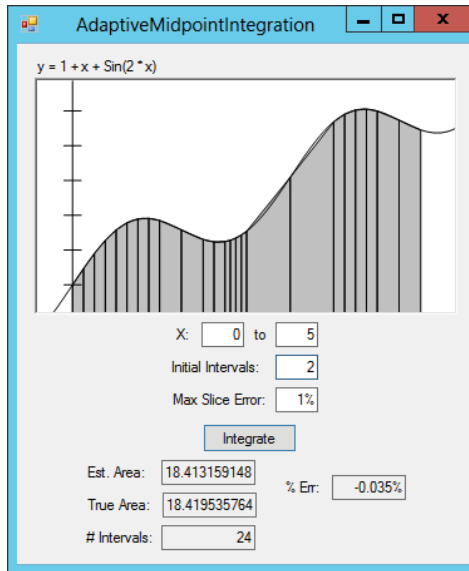 AdaptiveMidpointIntegration
y = 1 + x + Sin(2 * x)
X: 0 to 5
Initial Intervals: 2
Max Slice Error: 1%
Integrate
Est. Area: 18.413159148
% Err: -0.035%
True Area: 18.419535764
# Intervals: 24